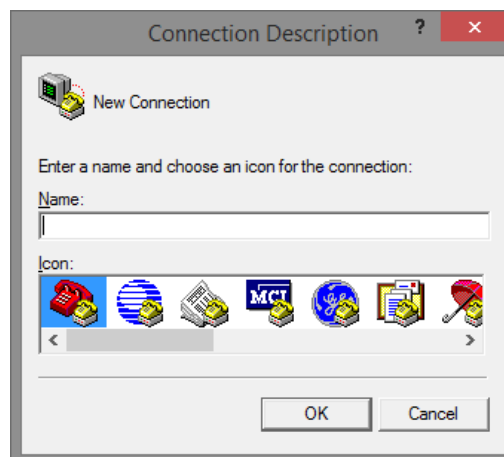 Connection Description
?
New Connection
Enter a name and choose an icon for the connection:
Name:
Icon:
MCI
OK
Cancel